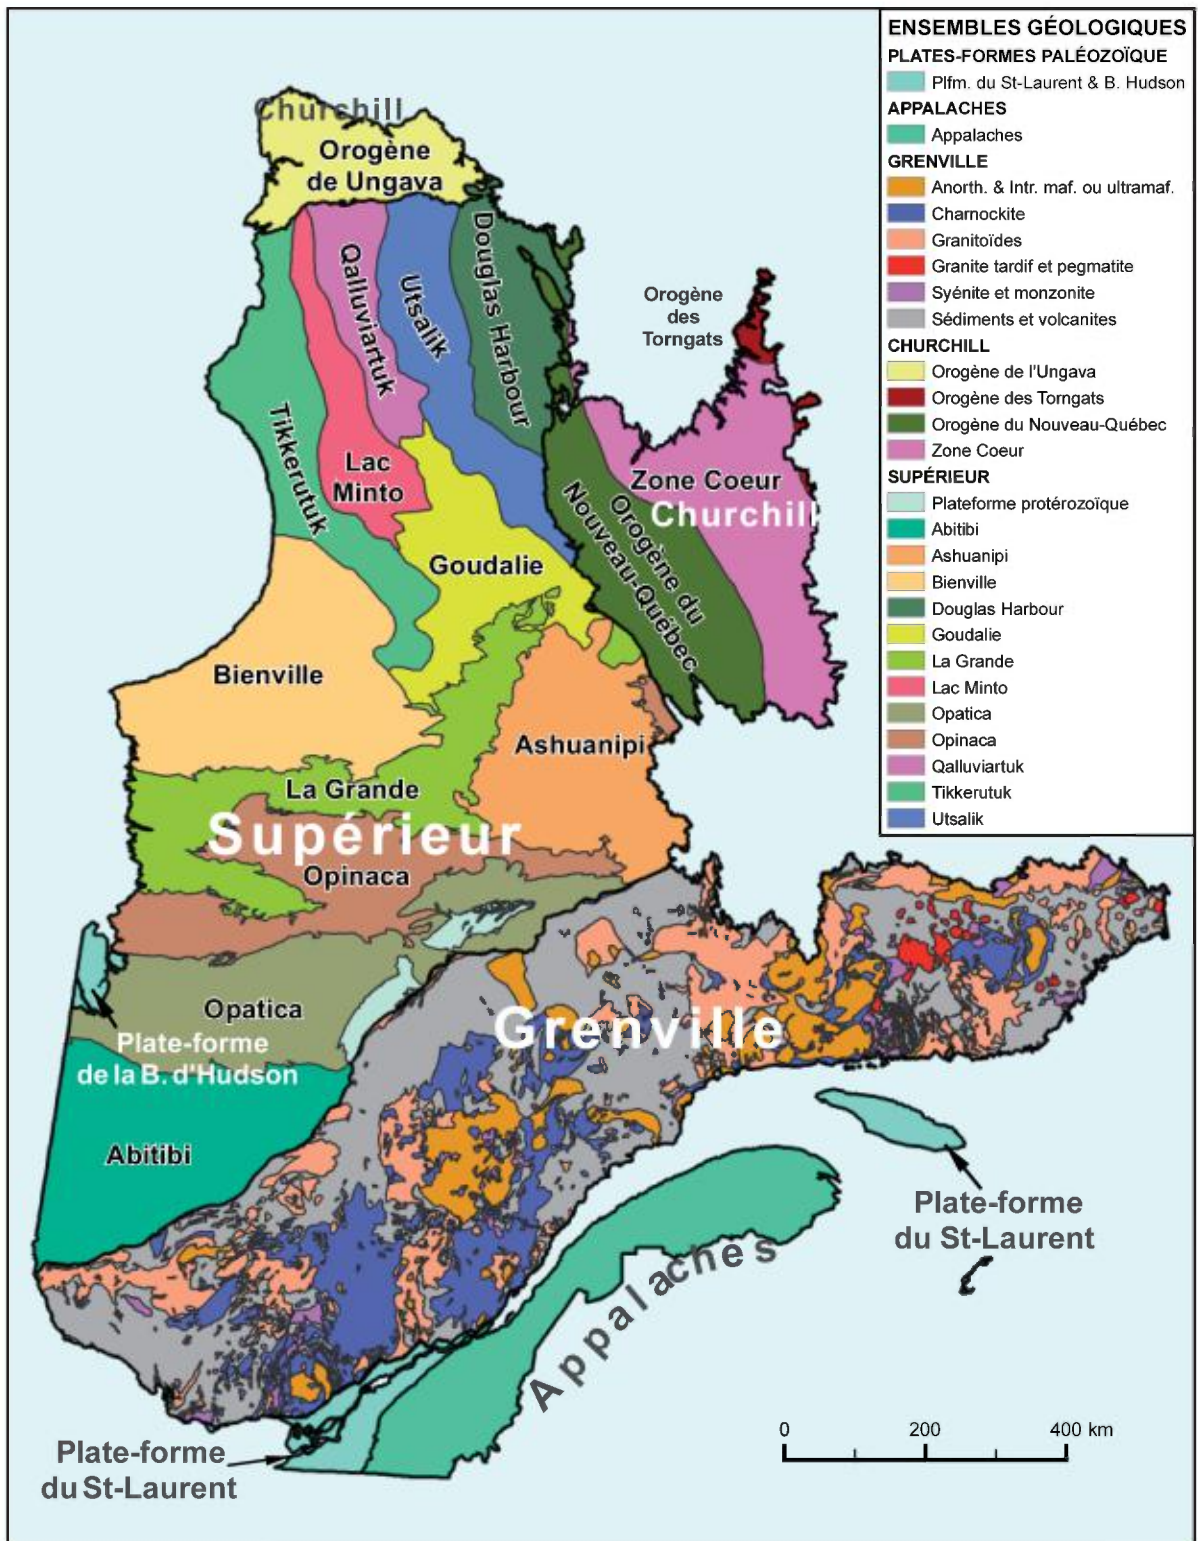 ENSEMBLES GÉOLOGIQUES
PLATES-FORMES PALÉOZOÏQUE
Plfm. du St-Laurent & B. Hudson
APPALACHES
Appalaches
GRENVILLE
Anorth. & Intr. maf. ou ultramaf.
Charnockite
Granitoïdes
Granite tardif et pegmatite
Syénite et monzonite
Sédiments et volcanites
CHURCHILL
Orogène de l'Ungava
Orogène des Torngats
Orogène du Nouveau-Québec
Zone Coeur
SUPÉRIEUR
Plateforme protérozoïque
Abitibi
Ashuanipi
Bienville
Douglas Harbour
Goudalie
La Grande
Lac Minto
Opatica
Opinaca
Qalluviartuk
Tikkerutuk
Utsalik
Churchill
Orogène
de Ungava
Qalluviartuk
Utsalik
Douglas Harbour
Orogène
des
Torngats
Tikkerutuk
Lac
Minto
Zone Coeur
Churchill
Orogène du
Nouveau-Québec
Goudalie
Bienville
Ashuanipi
La Grande
Supérieur
Opinaca
Opatica
Grenville
Plate-forme
de la B. d'Hudson
Abitibi
Plate-forme
du St-Laurent
Appalaches
Plate-forme
du St-Laurent
0 200 400 km